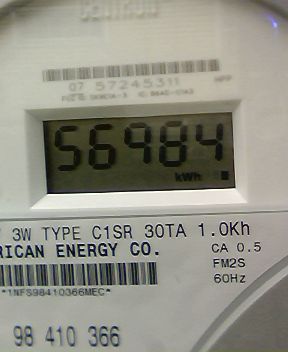 CENTRON
07 57245311
56984
kWh
3W TYPE C1SR 30TA 1.0Kh
RICAN ENERGY CO.
CA 0.5
FM2S
60Hz
*1NFS98410366MEC*
98 410 366